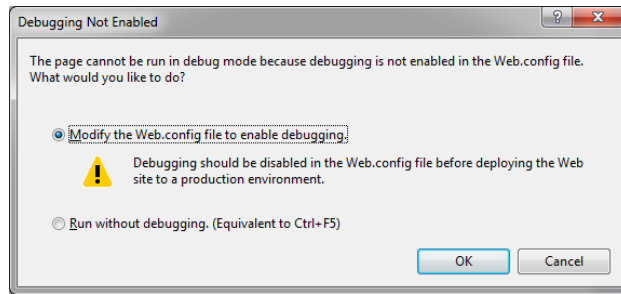 Debugging Not Enabled
The page cannot be run in debug mode because debugging is not enabled in the Web.config file.
What would you like to do?
Modify the Web.config file to enable debugging.
Debugging should be disabled in the Web.config file before deploying the Web
site to a production environment.
Run without debugging. (Equivalent to Ctrl+F5)
OK Cancel